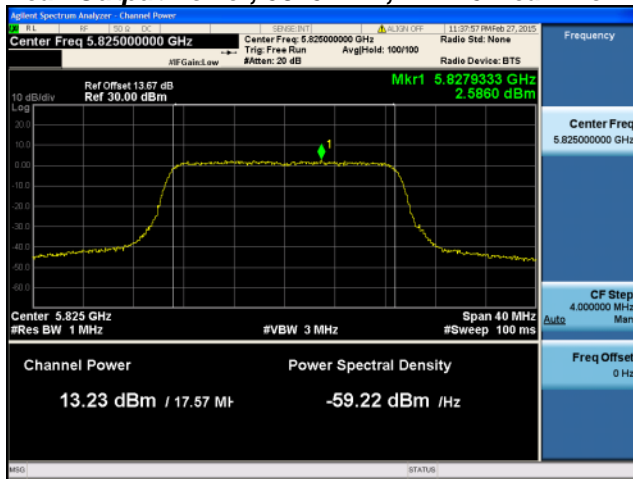 Agilent Spectrum Analyzer - Channel Power
RL RF 50 Ω DC SENSE:INT ALIGN OFF 11:37:57 PM Feb 27, 2015
Center Freq 5.825000000 GHz
Center Freq: 5.825000000 GHz
Radio Std: None
Trig: Free Run Avg|Hold: 100/100
#IFGain:Low #Atten: 20 dB Radio Device: BTS
Mkr1 5.8279333 GHz
2.5860 dBm
Ref Offset 13.67 dB
10 dB/div Ref 30.00 dBm
Log
20.0
10.0
0.00
-10.0
-20.0
-30.0
-40.0
-50.0
-60.0
1
Center 5.825 GHz Span 40 MHz
#Res BW 1 MHz #VBW 3 MHz #Sweep 100 ms
Channel Power Power Spectral Density
13.23 dBm / 17.57 MH -59.22 dBm /Hz
MSG STATUS
Frequency
Center Freq
5.825000000 GHz
CF Step
4.000000 MHz
Auto Man
Freq Offset
0 Hz